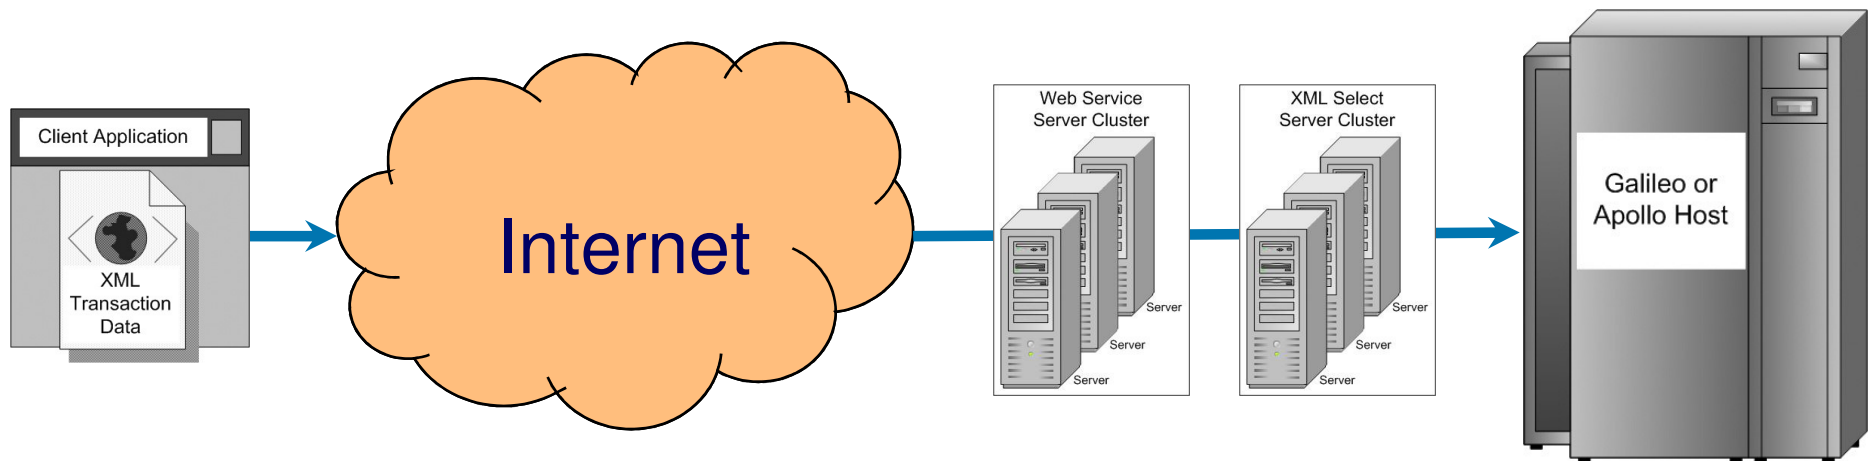 Client Application
XML
Transaction
Data
Internet
Web Service
Server Cluster
Server
Server
Server
XML Select
Server Cluster
Server
Server
Server
Galileo or
Apollo Host